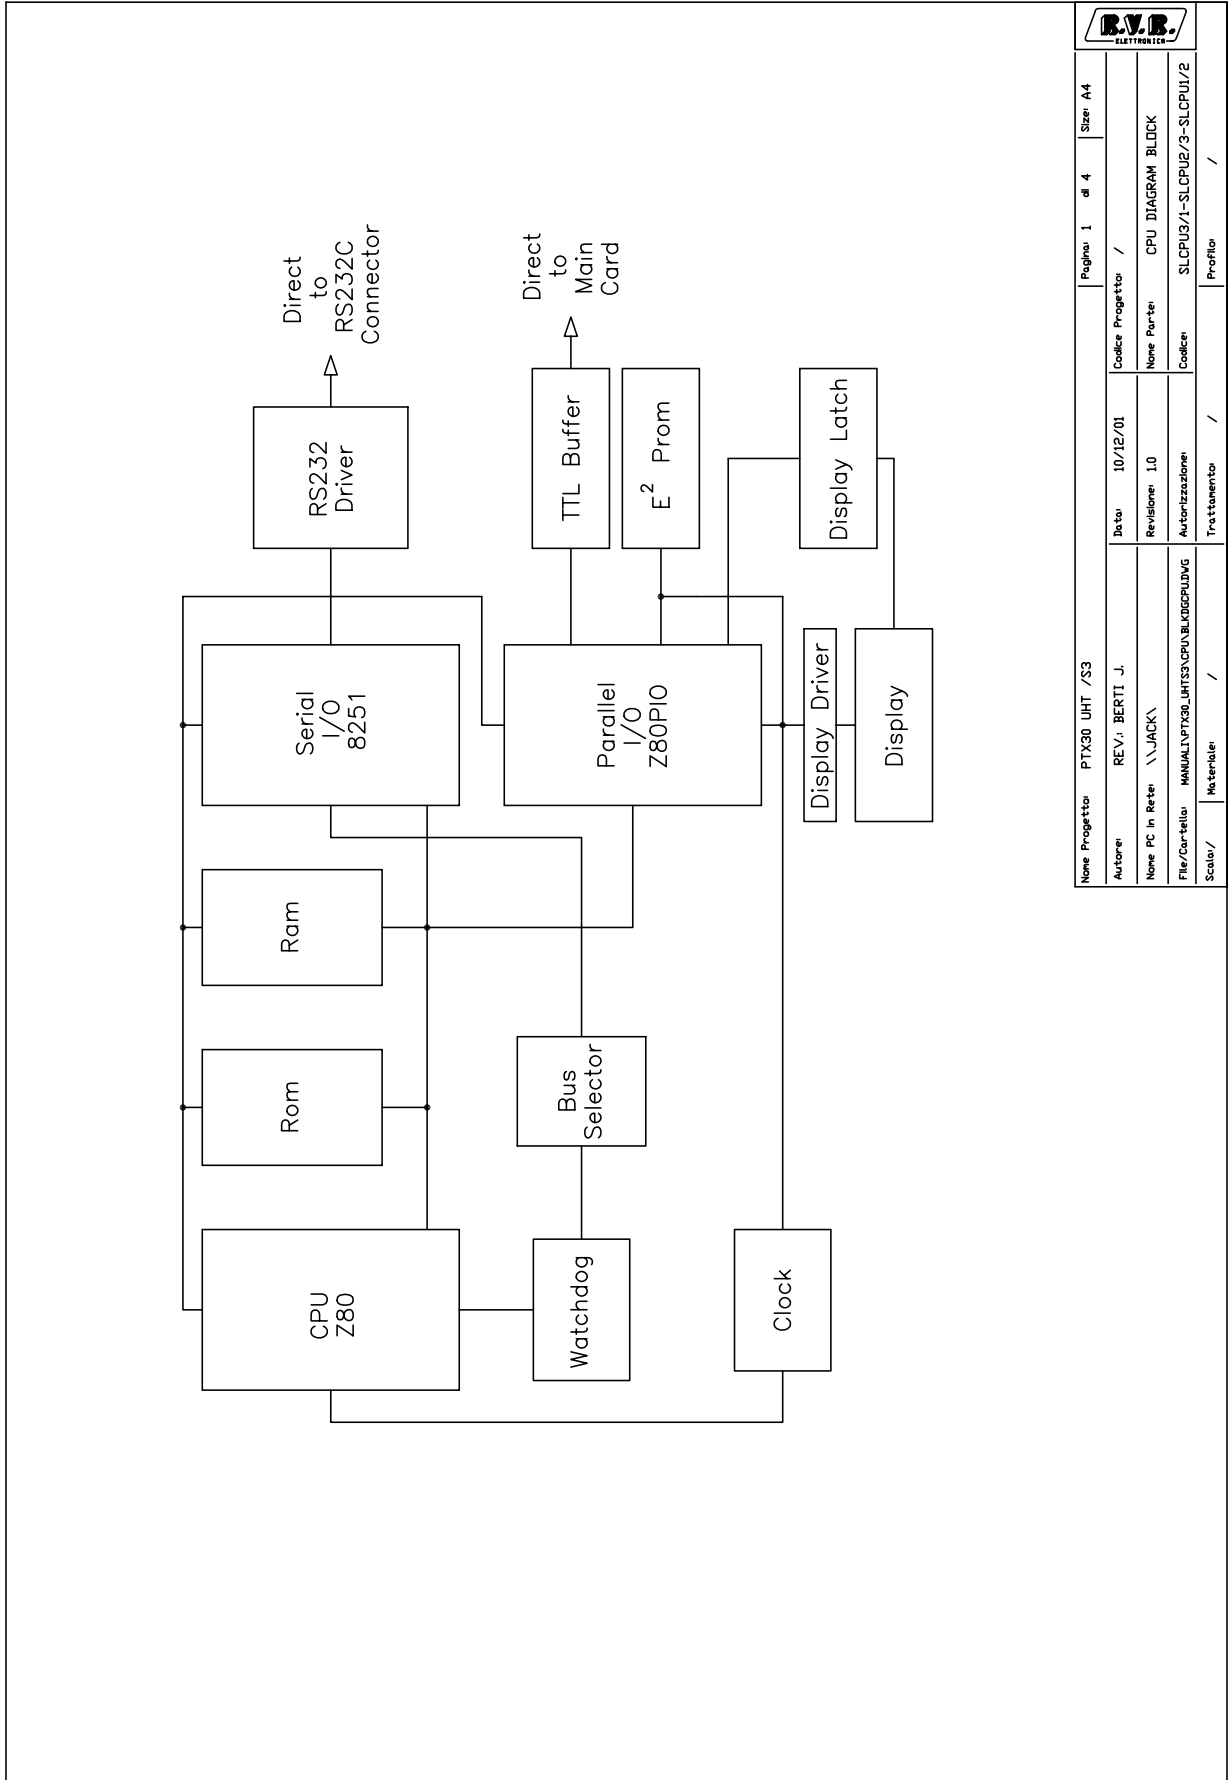 CPU
Z80
Rom
Ram
Serial
I/O
8251
RS232
Driver
Direct
to
RS232C
Connector
Watchdog
Bus
Selector
Parallel
I/O
Z80PIO
TTL Buffer
Direct
to
Main
Card
E² Prom
Clock
Display Driver
Display
Display Latch
Nome Progetto: PTX30 UHT /S3
Pagina: 1 di 4
Size: A4
R.V.R.
ELETTRONICA
Autore: REV.: BERTI J.
Data: 10/12/01
Codice Progetto: /
Nome PC in Rete: \\JACK\
Revisione: 1.0
Nome Parte: CPU DIAGRAM BLOCK
File/Cartella: MANUALI\PTX30_UHTS3\CPU\BLKDGCPU.DWG
Autorizzazione:
Codice: SLCPU3/1-SLCPU2/3-SLCPU1/2
Scala: /
Materiale: /
Trattamento: /
Profilo: /